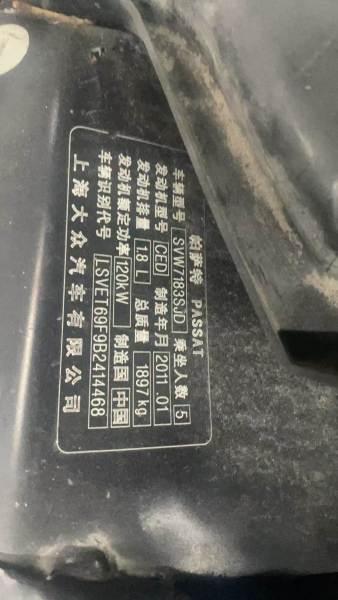 帕萨特 PASSAT
车辆型号 SVW7183SJD 乘坐人数 5
发动机型号 CED 制造年月 2011.01
发动机排量 1.8 L 总质量 1897kg
发动机额定功率 120kW 制造国 中国
车辆识别代号 LSVET69F9B2414468
上海大众汽车有限公司